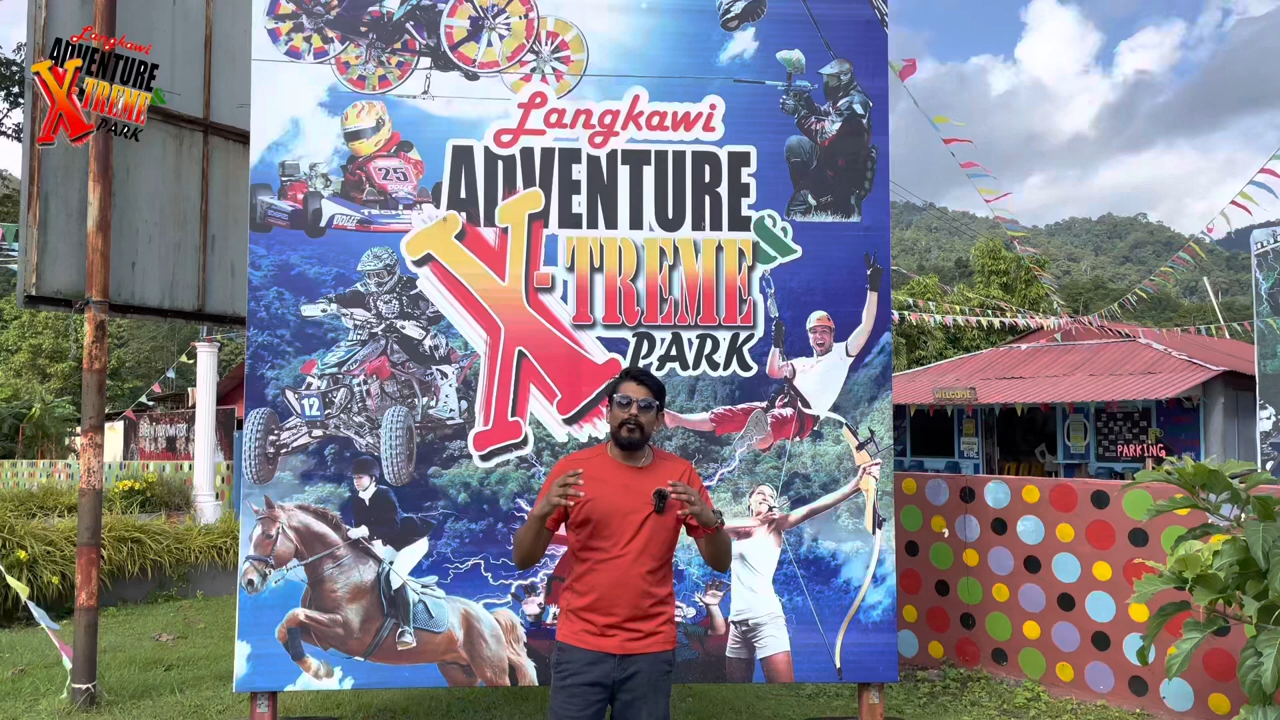 Langkawi
ADVENTURE
&
X-TREME
PARK
Langkawi
ADVENTURE
&
X-TREME
PARK
25
12
WELCOME
PARKING